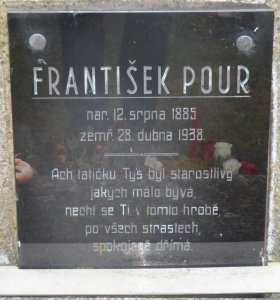 FRANTIŠEK POUR
nar. 12. srpna 1885
zemř. 28. dubna 1938.
Ach, tatíčku, Tys byl starostlivý
jakých málo bývá,
nechť se Ti v tomto hrobě,
po všech strastech,
spokojeně dřímá.